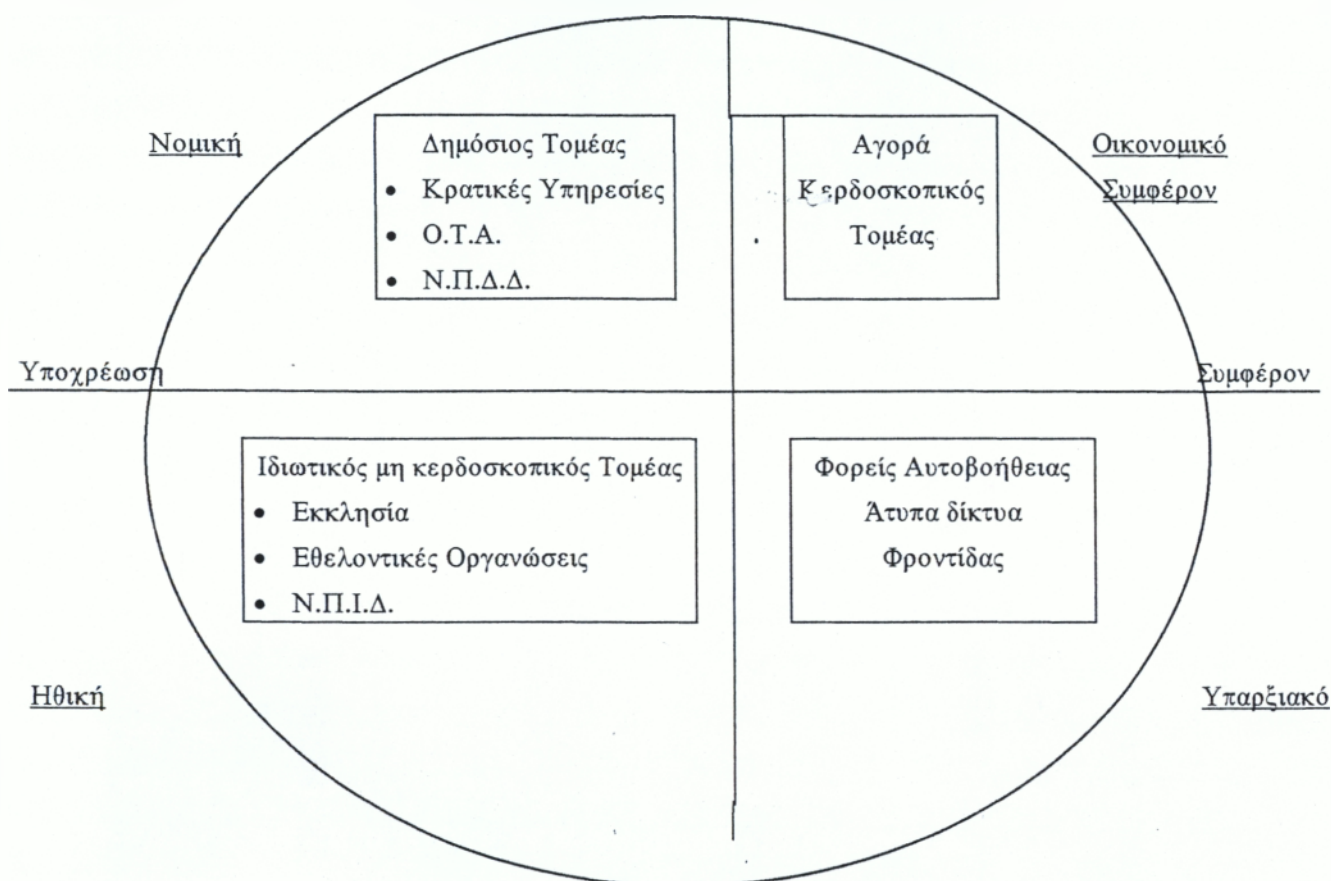 Νομική
Δημόσιος Τομέας
• Κρατικές Υπηρεσίες
• Ο.Τ.Α.
• Ν.Π.Δ.Δ.
Αγορά
Κερδοσκοπικός
Τομέας
Οικονομικό
Συμφέρον
Υποχρέωση
Συμφέρον
Ιδιωτικός μη κερδοσκοπικός Τομέας
• Εκκλησία
• Εθελοντικές Οργανώσεις
• Ν.Π.Ι.Δ.
Φορείς Αυτοβοήθειας
Άτυπα δίκτυα
Φροντίδας
Ηθική
Υπαρξιακό